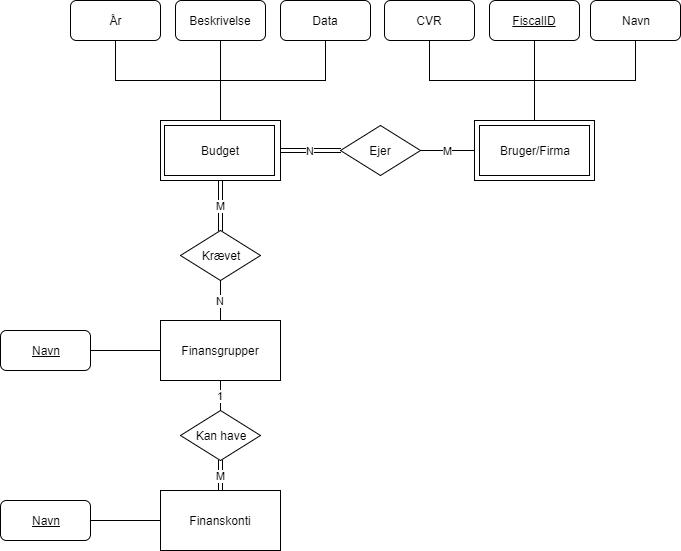 År
Beskrivelse
Data
CVR
FiscalID
Navn
Budget
N
Ejer
M
Bruger/Firma
M
Krævet
N
Navn
Finansgrupper
1
Kan have
M
Navn
Finanskonti